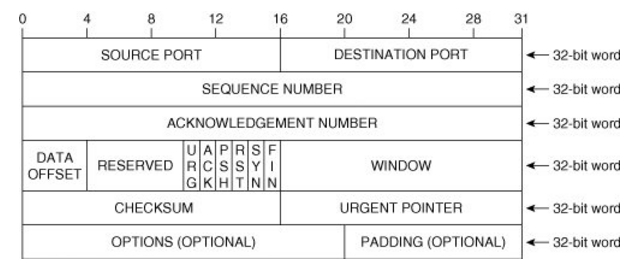 0 4 8 12 16 20 24 28 31
SOURCE PORT DESTINATION PORT 32-bit word
SEQUENCE NUMBER 32-bit word
ACKNOWLEDGEMENT NUMBER 32-bit word
DATA OFFSET RESERVED URG ACK PSH RST SYN FIN WINDOW 32-bit word
CHECKSUM URGENT POINTER 32-bit word
OPTIONS (OPTIONAL) PADDING (OPTIONAL) 32-bit word